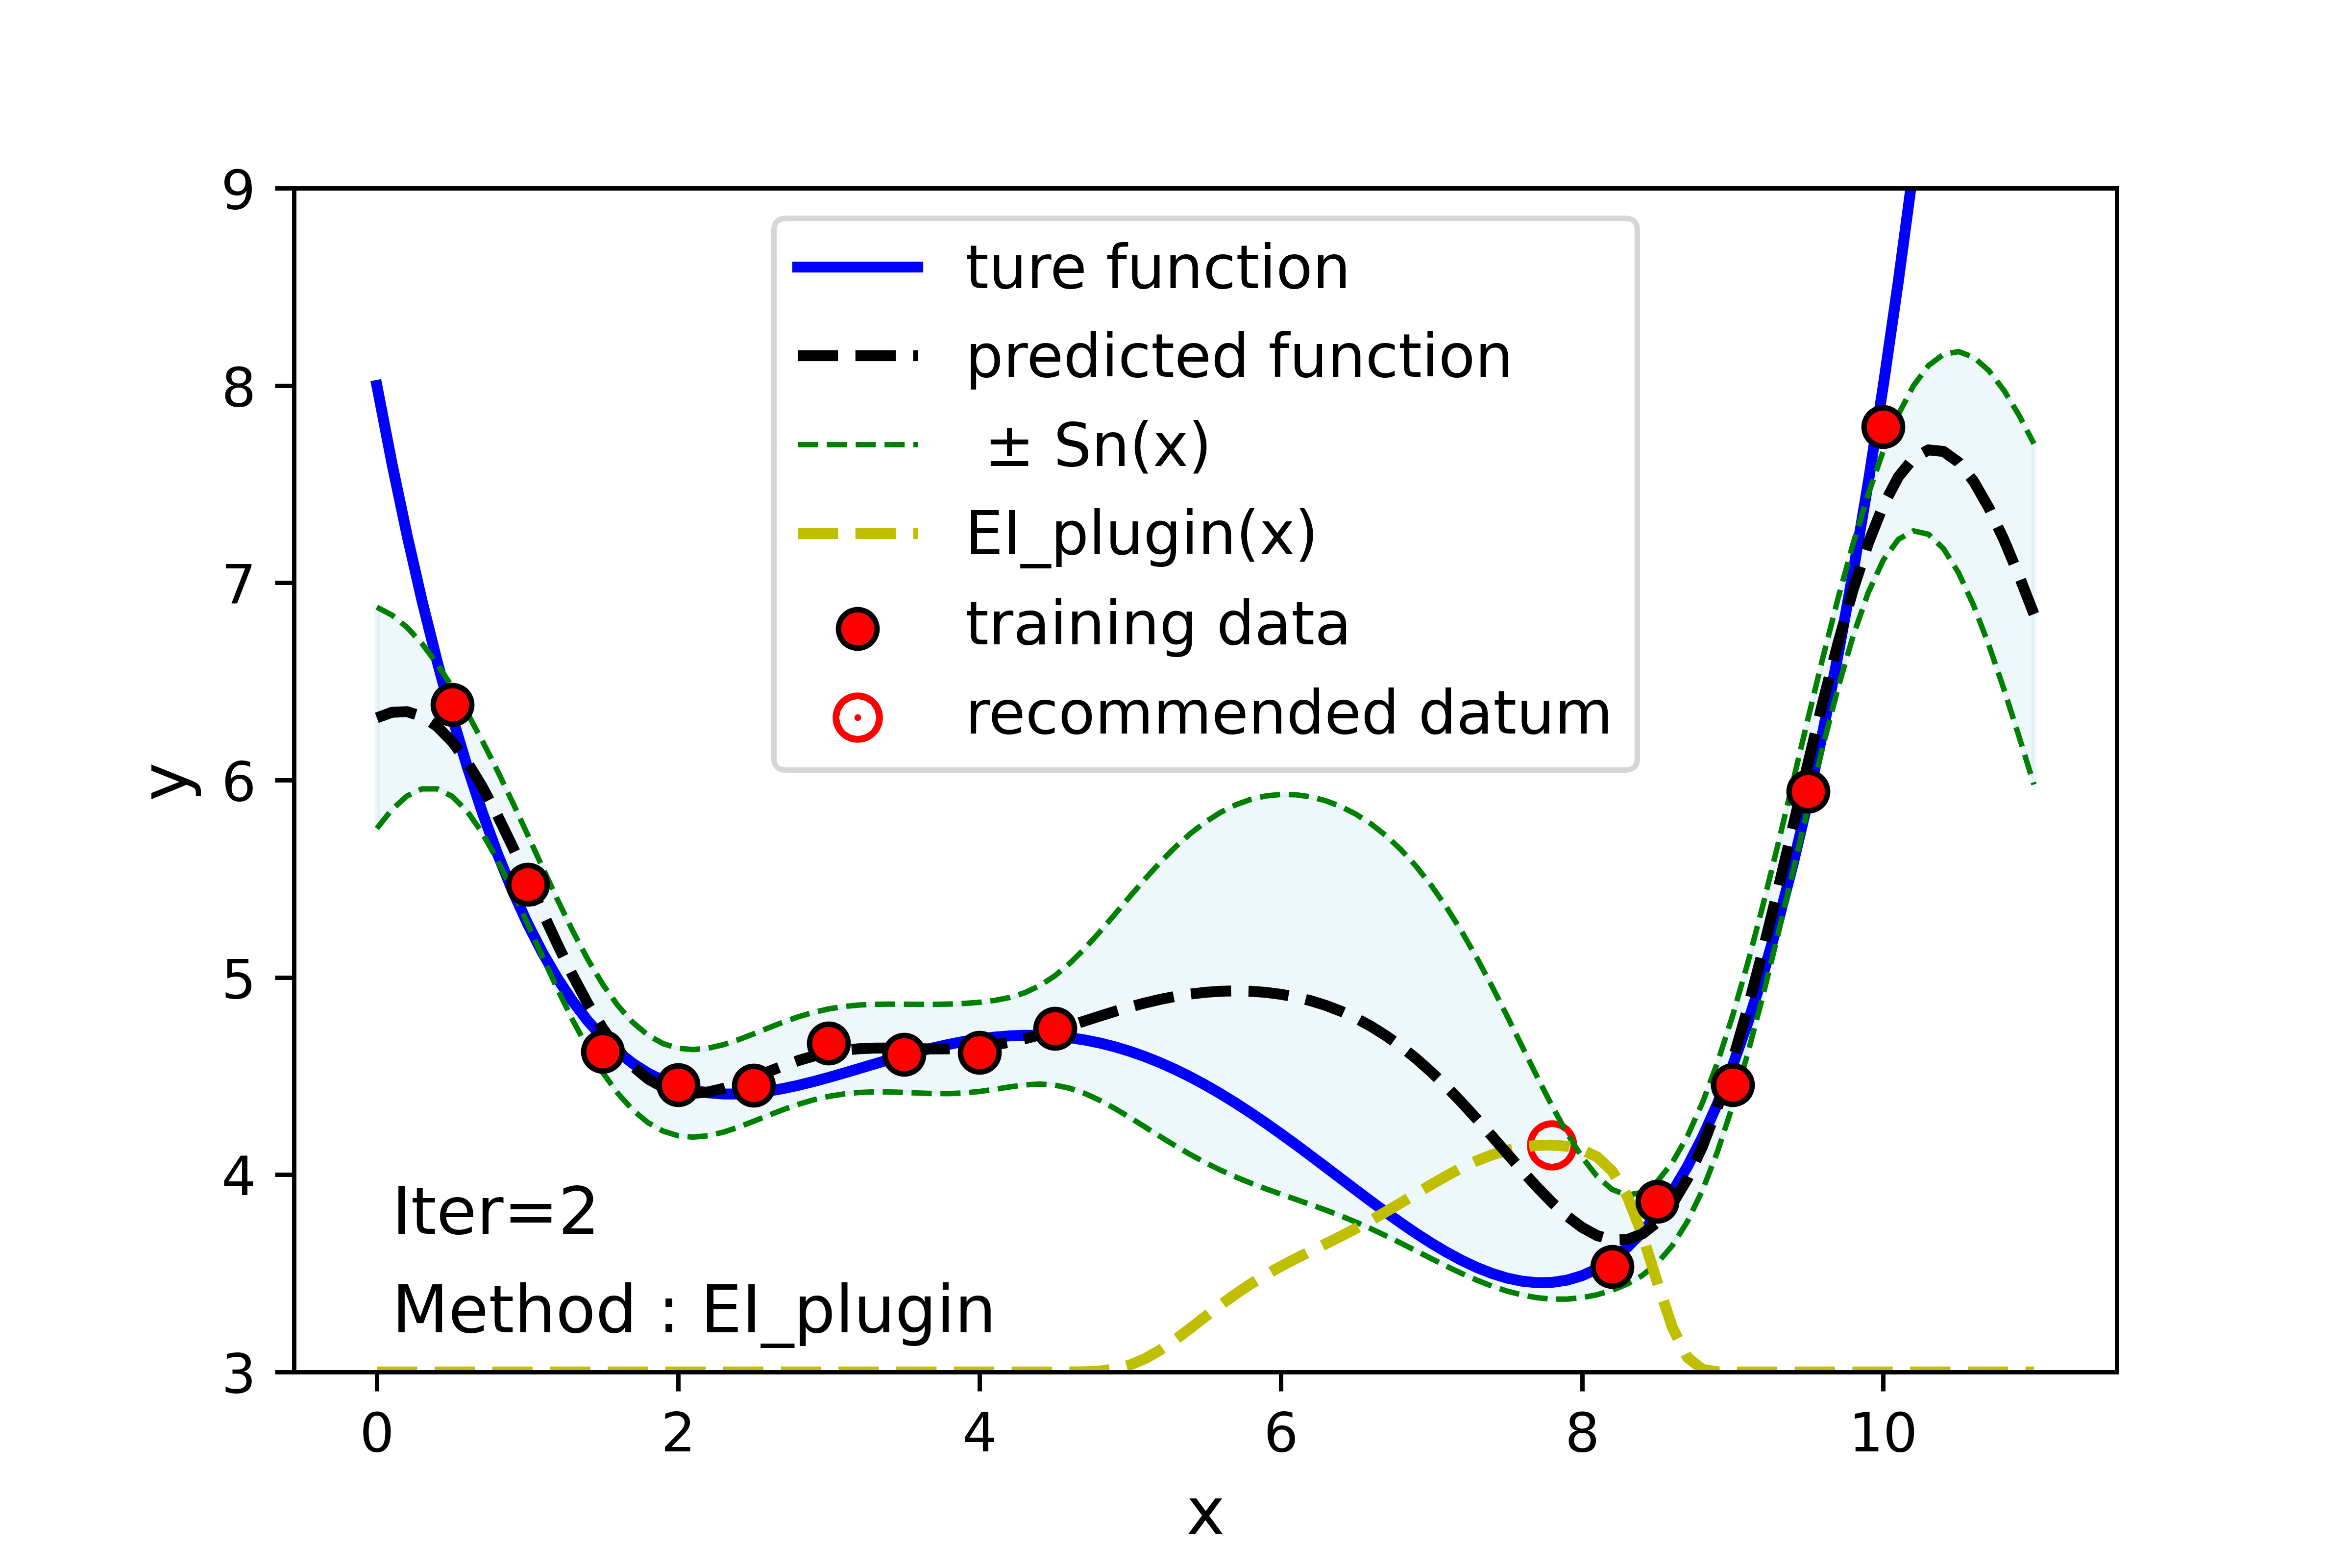 9
8
7
6
5
4
3
y
ture function
predicted function
± Sn(x)
EI_plugin(x)
training data
recommended datum
Iter=2
Method : EI_plugin
0 2 4 6 8 10
x